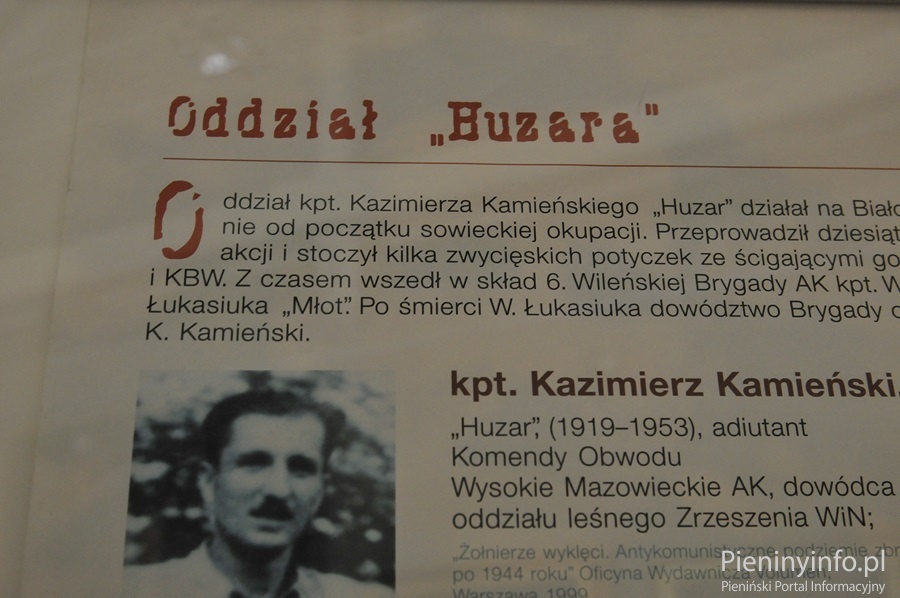 Oddział „Huzara"
Oddział kpt. Kazimierza Kamieńskiego „Huzar” działał na Biało
nie od początku sowieckiej okupacji. Przeprowadził dziesiąt
akcji i stoczył kilka zwycięskich potyczek ze ścigającymi go
i KBW. Z czasem wszedł w skład 6. Wileńskiej Brygady AK kpt. W
Łukasiuka „Młot”. Po śmierci W. Łukasiuka dowództwo Brygady o
K. Kamieński.
kpt. Kazimierz Kamieński,
„Huzar”, (1919–1953), adiutant
Komendy Obwodu
Wysokie Mazowieckie AK, dowódca
oddziału leśnego Zrzeszenia WiN;
„Żołnierze wyklęci. Antykomunistyczne podziemie zbr
po 1944 roku” Oficyna Wydawnicza Volumen,
Warszawa 1999
Pieninyinfo.pl
Pieniński Portal Informacyjny